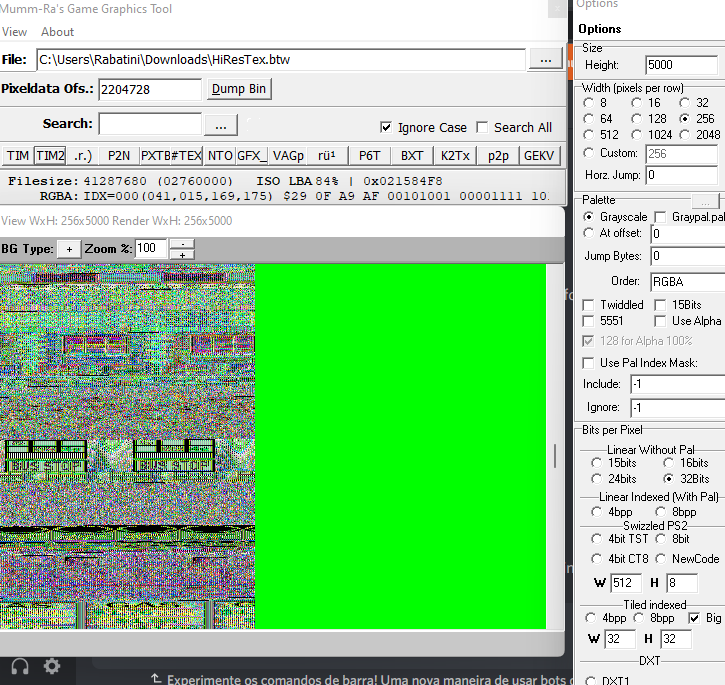 Mumm-Ra's Game Graphics Tool
View About
File: C:\Users\Rabatini\Downloads\HiResTex.btw ...
Pixeldata Ofs.: 2204728 Dump Bin
Search: ... Ignore Case Search All
TIM TIM2 .r.) P2N PXTB#TEX NTO GFX_ VAGp rü¹ P6T BXT K2Tx p2p GEKV
Filesize: 41287680 (02760000) ISO LBA 84% | 0x021584F8
RGBA: IDX=000(041,015,169,175) $29 0F A9 AF 00101001 00001111 10
View WxH: 256x5000 Render WxH: 256x5000
BG Type: + Zoom %: 100 - +
BUS STOP BUS STOP
Experimente os comandos de barra! Uma nova maneira de usar bots
Options
Options
Size
Height: 5000
Width (pixels per row)
8 16 32
64 128 256
512 1024 2048
Custom: 256
Horz. Jump: 0
Palette ...
Grayscale Graypal.pal
At offset: 0
Jump Bytes: 0
Order: RGBA
Twiddled 15Bits
5551 Use Alpha
128 for Alpha 100%
Use Pal Index Mask:
Include: -1
Ignore: -1
Bits per Pixel
Linear Without Pal
15bits 16bits
24bits 32Bits
Linear Indexed (With Pal)
4bpp 8bpp
Swizzled PS2
4bit TST 8bit
4bit CT8 NewCode
W 512 H 8
Tiled indexed
4bpp 8bpp Big
W 32 H 32
DXT
DXT1